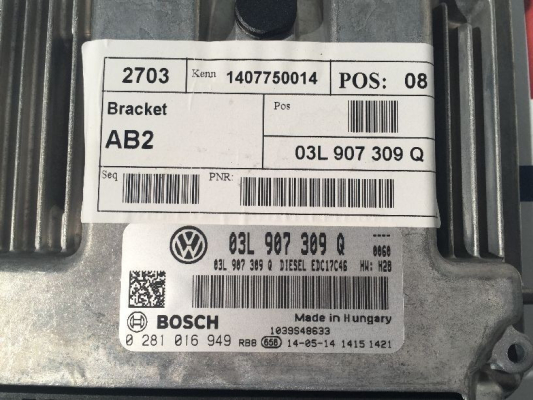 2703 Kenn 1407750014 POS: 08
Bracket Pos
AB2
03L 907 309 Q
Seq PNR:
03L 907 309 Q ----
0060
03L 907 309 Q DIESEL EDC17C46 HW: H28
Made in Hungary
BOSCH 1039S48633
0 281 016 949 RBB 656 14-05-14 1415 1421